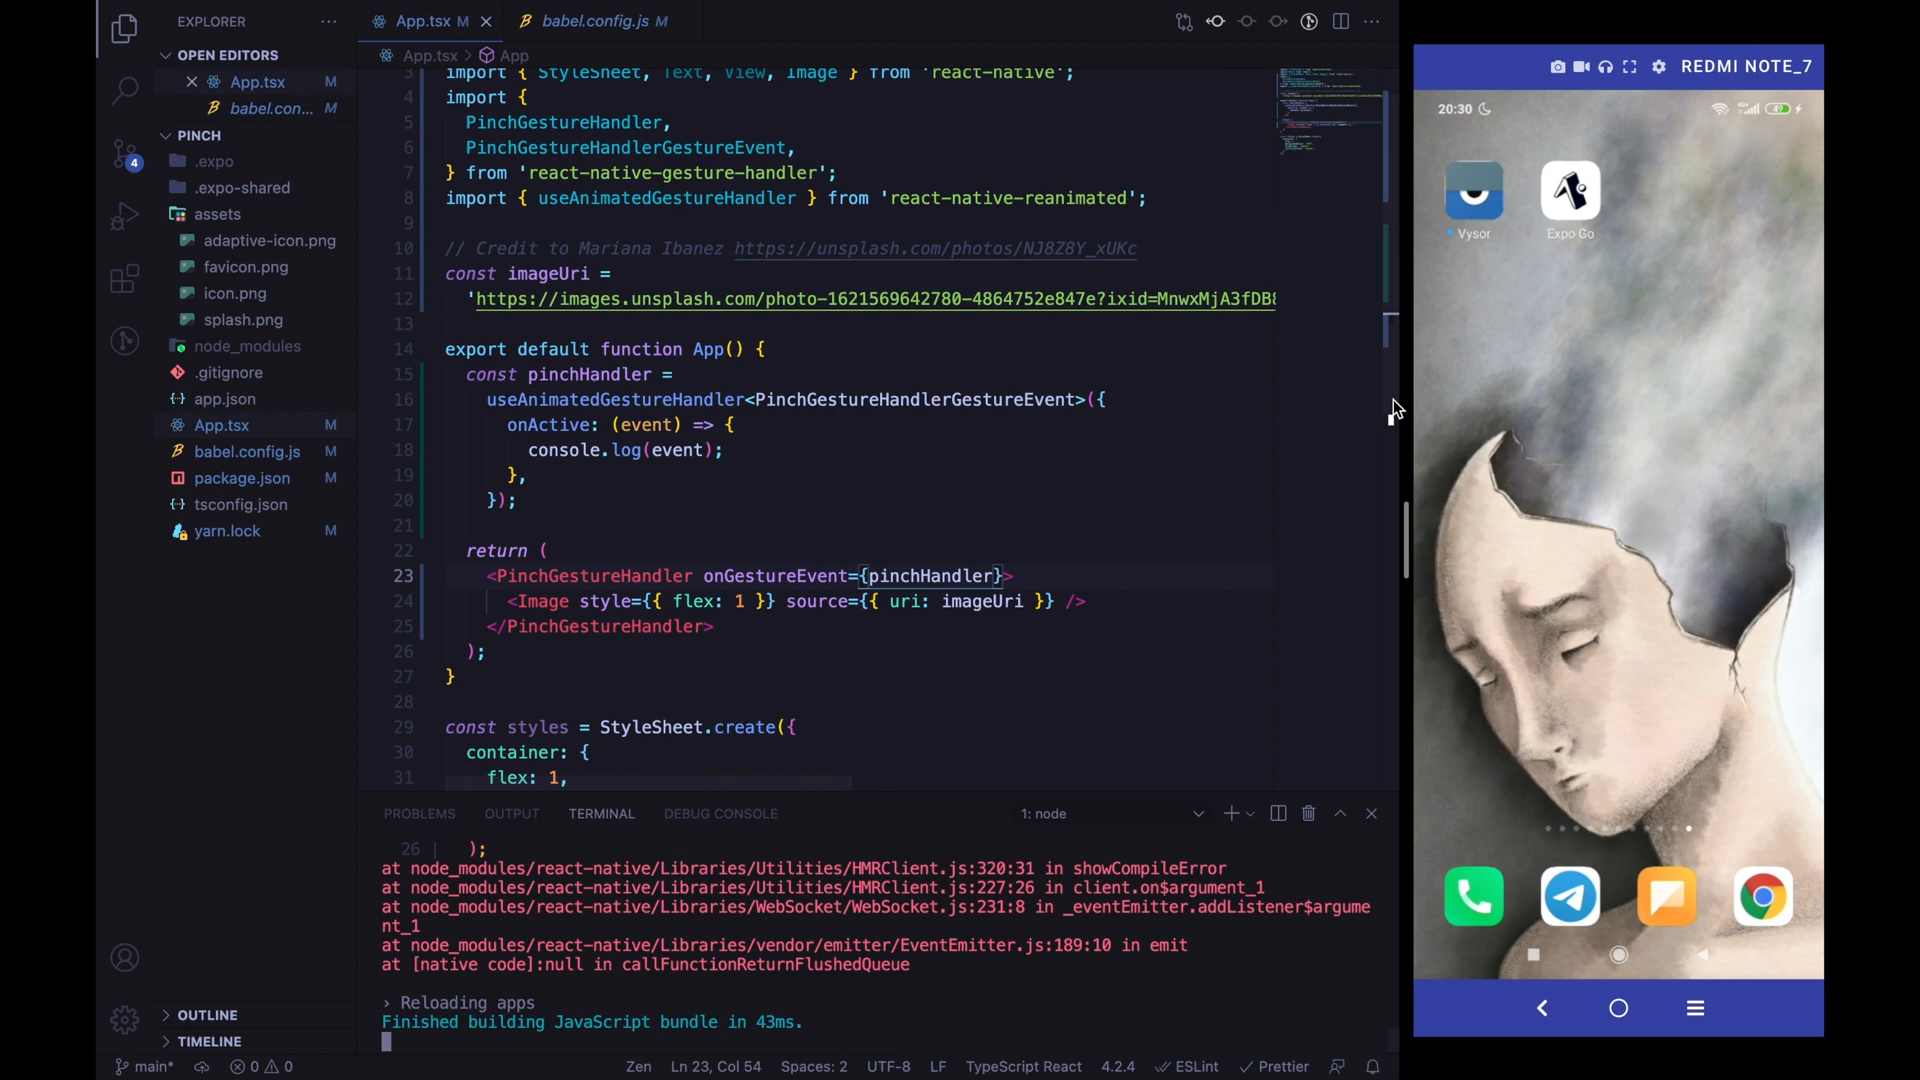 EXPLORER
OPEN EDITORS
App.tsx M
babel.con... M
PINCH
.expo
.expo-shared
assets
adaptive-icon.png
favicon.png
icon.png
splash.png
node_modules
.gitignore
app.json
App.tsx M
babel.config.js M
package.json M
tsconfig.json
yarn.lock M
OUTLINE
TIMELINE
4
App.tsx M
babel.config.js M
App.tsx > App
3 import { StyleSheet, Text, View, Image } from 'react-native';
4 import {
5 PinchGestureHandler,
6 PinchGestureHandlerGestureEvent,
7 } from 'react-native-gesture-handler';
8 import { useAnimatedGestureHandler } from 'react-native-reanimated';
9
10 // Credit to Mariana Ibanez https://unsplash.com/photos/NJ8Z8Y_xUKc
11 const imageUri =
12 'https://images.unsplash.com/photo-1621569642780-4864752e847e?ixid=MnwxMjA3fDB8
13
14 export default function App() {
15 const pinchHandler =
16 useAnimatedGestureHandler<PinchGestureHandlerGestureEvent>({
17 onActive: (event) => {
18 console.log(event);
19 },
20 });
21
22 return (
23 <PinchGestureHandler onGestureEvent={pinchHandler}>
24 <Image style={{ flex: 1 }} source={{ uri: imageUri }} />
25 </PinchGestureHandler>
26 );
27 }
28
29 const styles = StyleSheet.create({
30 container: {
31 flex: 1,
PROBLEMS OUTPUT TERMINAL DEBUG CONSOLE 1: node
26 | );
at node_modules/react-native/Libraries/Utilities/HMRClient.js:320:31 in showCompileError
at node_modules/react-native/Libraries/Utilities/HMRClient.js:227:26 in client.on$argument_1
at node_modules/react-native/Libraries/WebSocket/WebSocket.js:231:8 in _eventEmitter.addListener$argume
nt_1
at node_modules/react-native/Libraries/vendor/emitter/EventEmitter.js:189:10 in emit
at [native code]:null in callFunctionReturnFlushedQueue
› Reloading apps
Finished building JavaScript bundle in 43ms.
main* 0 0 Zen Ln 23, Col 54 Spaces: 2 UTF-8 LF TypeScript React 4.2.4 ESLint Prettier
REDMI NOTE_7
20:30 49
Vysor
Expo Go